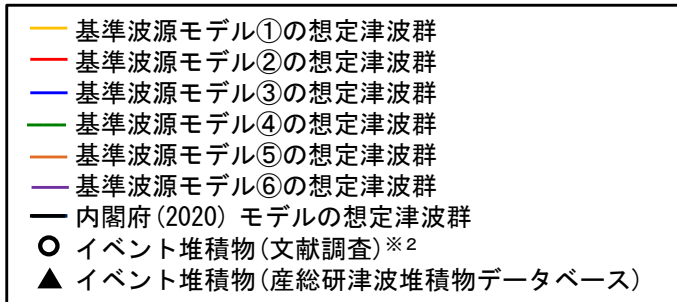 基準波源モデル①の想定津波群
基準波源モデル②の想定津波群
基準波源モデル③の想定津波群
基準波源モデル④の想定津波群
基準波源モデル⑤の想定津波群
基準波源モデル⑥の想定津波群
内閣府(2020) モデルの想定津波群
イベント堆積物(文献調査)※2
イベント堆積物(産総研津波堆積物データベース)